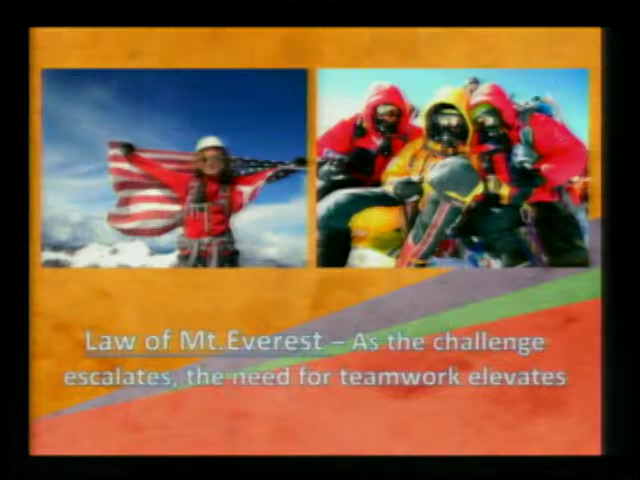 Law of Mt.Everest – As the challenge
escalates, the need for teamwork elevates